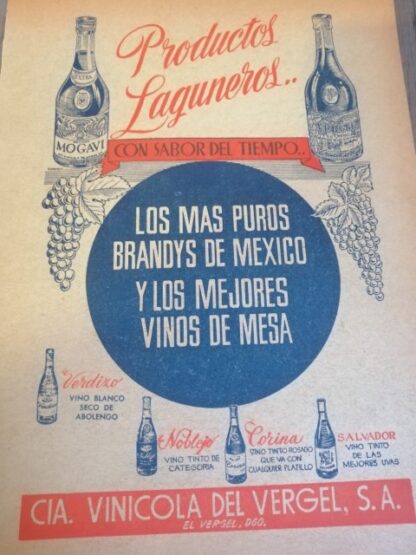 Productos
Laguneros..
EXTRA
MOGAVI
CON SABOR DEL TIEMPO..
LOS MAS PUROS
BRANDYS DE MEXICO
Y LOS MEJORES
VINOS DE MESA
Verdizo
VINO BLANCO
SECO DE
ABOLENGO
Noblejo
VINO TINTO DE
CATEGORIA
Corina
VINO TINTO ROSADO
QUE VA CON
CUALQUIER PLATILLO
SALVADOR
VINO TINTO
DE LAS
MEJORES UVAS
CIA. VINICOLA DEL VERGEL, S.A.
EL VERGEL, DGO.